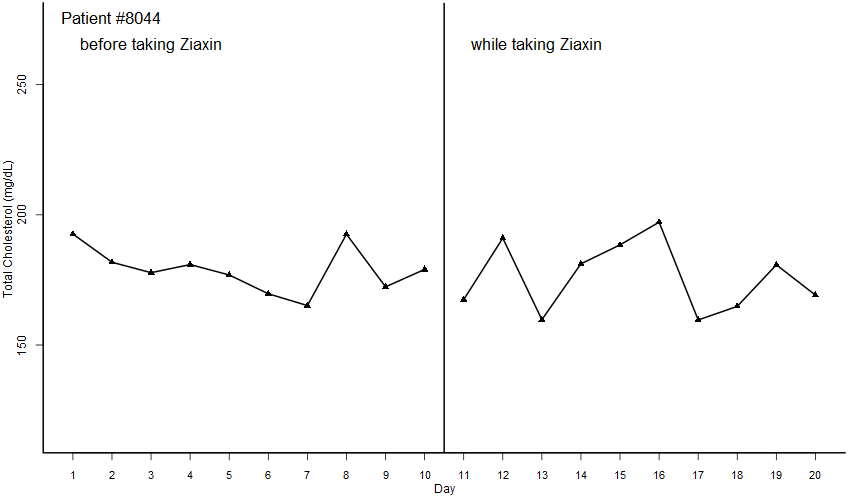 Patient #8044
before taking Ziaxin
while taking Ziaxin
Total Cholesterol (mg/dL)
250
200
150
1 2 3 4 5 6 7 8 9 10 11 12 13 14 15 16 17 18 19 20
Day